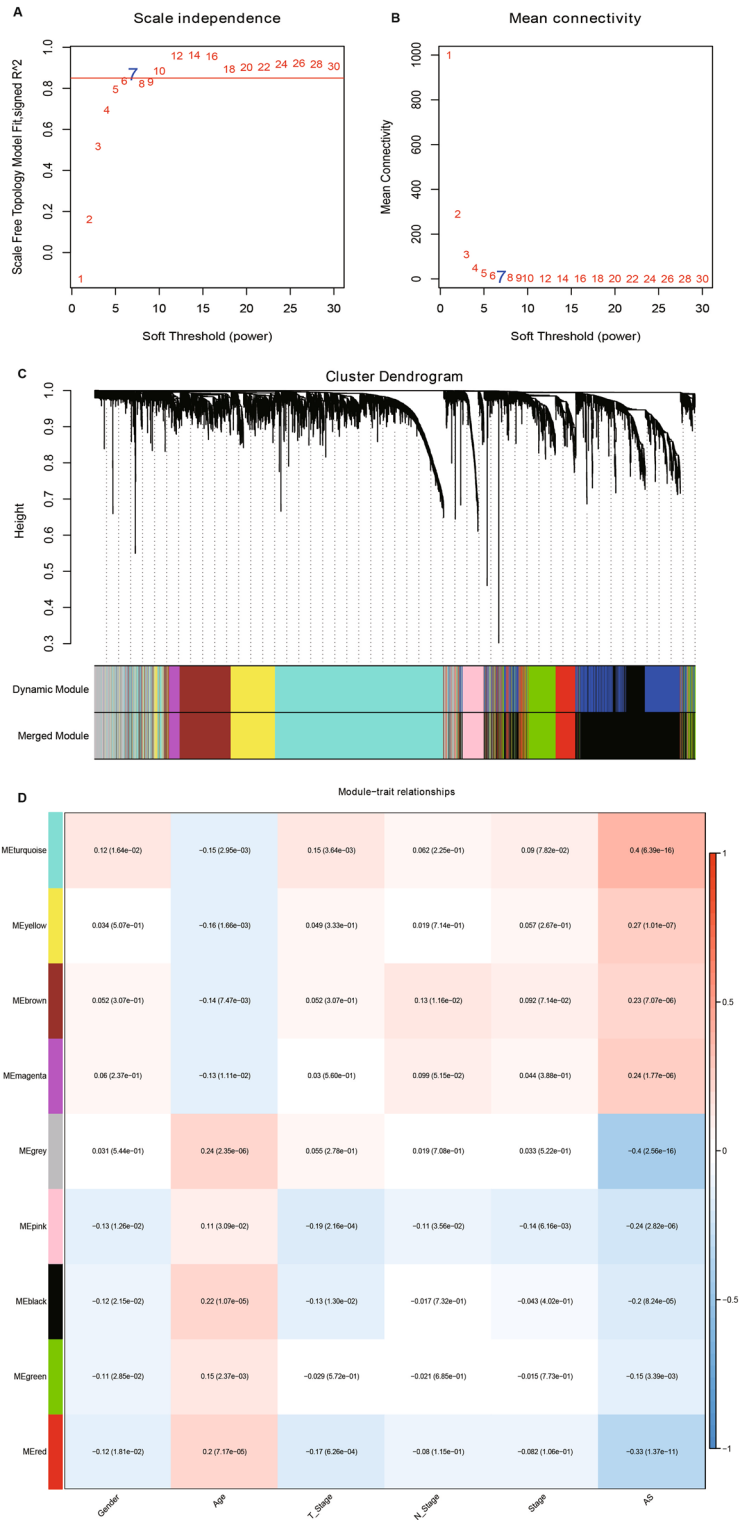 A
Scale independence
Scale Free Topology Model Fit,signed R^2
0.0 0.2 0.4 0.6 0.8 1.0
1 2 3 4 5 6 7 8 9 10 12 14 16 18 20 22 24 26 28 30
0 5 10 15 20 25 30
Soft Threshold (power)
B
Mean connectivity
Mean Connectivity
0 200 400 600 800 1000
1 2 3 4 5 6 7 8 9 10 12 14 16 18 20 22 24 26 28 30
0 5 10 15 20 25 30
Soft Threshold (power)
C
Cluster Dendrogram
Height
0.3 0.4 0.5 0.6 0.7 0.8 0.9 1.0
Dynamic Module
Merged Module
D
Module−trait relationships
MEturquoise 0.12 (1.64e−02) −0.15 (2.95e−03) 0.15 (3.64e−03) 0.062 (2.25e−01) 0.09 (7.82e−02) 0.4 (6.39e−16)
MEyellow 0.034 (5.07e−01) −0.16 (1.66e−03) 0.049 (3.33e−01) 0.019 (7.14e−01) 0.057 (2.67e−01) 0.27 (1.01e−07)
MEbrown 0.052 (3.07e−01) −0.14 (7.47e−03) 0.052 (3.07e−01) 0.13 (1.16e−02) 0.092 (7.14e−02) 0.23 (7.07e−06)
MEmagenta 0.06 (2.37e−01) −0.13 (1.11e−02) 0.03 (5.60e−01) 0.099 (5.15e−02) 0.044 (3.88e−01) 0.24 (1.77e−06)
MEgrey 0.031 (5.44e−01) 0.24 (2.35e−06) 0.055 (2.78e−01) 0.019 (7.08e−01) 0.033 (5.22e−01) −0.4 (2.56e−16)
MEpink −0.13 (1.26e−02) 0.11 (3.09e−02) −0.19 (2.16e−04) −0.11 (3.56e−02) −0.14 (6.16e−03) −0.24 (2.82e−06)
MEblack −0.12 (2.15e−02) 0.22 (1.07e−05) −0.13 (1.30e−02) −0.017 (7.32e−01) −0.043 (4.02e−01) −0.2 (8.24e−05)
MEgreen −0.11 (2.85e−02) 0.15 (2.37e−03) −0.029 (5.72e−01) −0.021 (6.85e−01) −0.015 (7.73e−01) −0.15 (3.39e−03)
MEred −0.12 (1.81e−02) 0.2 (7.17e−05) −0.17 (6.26e−04) −0.08 (1.15e−01) −0.082 (1.06e−01) −0.33 (1.37e−11)
Gender Age T_Stage N_Stage Stage AS
1
0.5
0
−0.5
−1